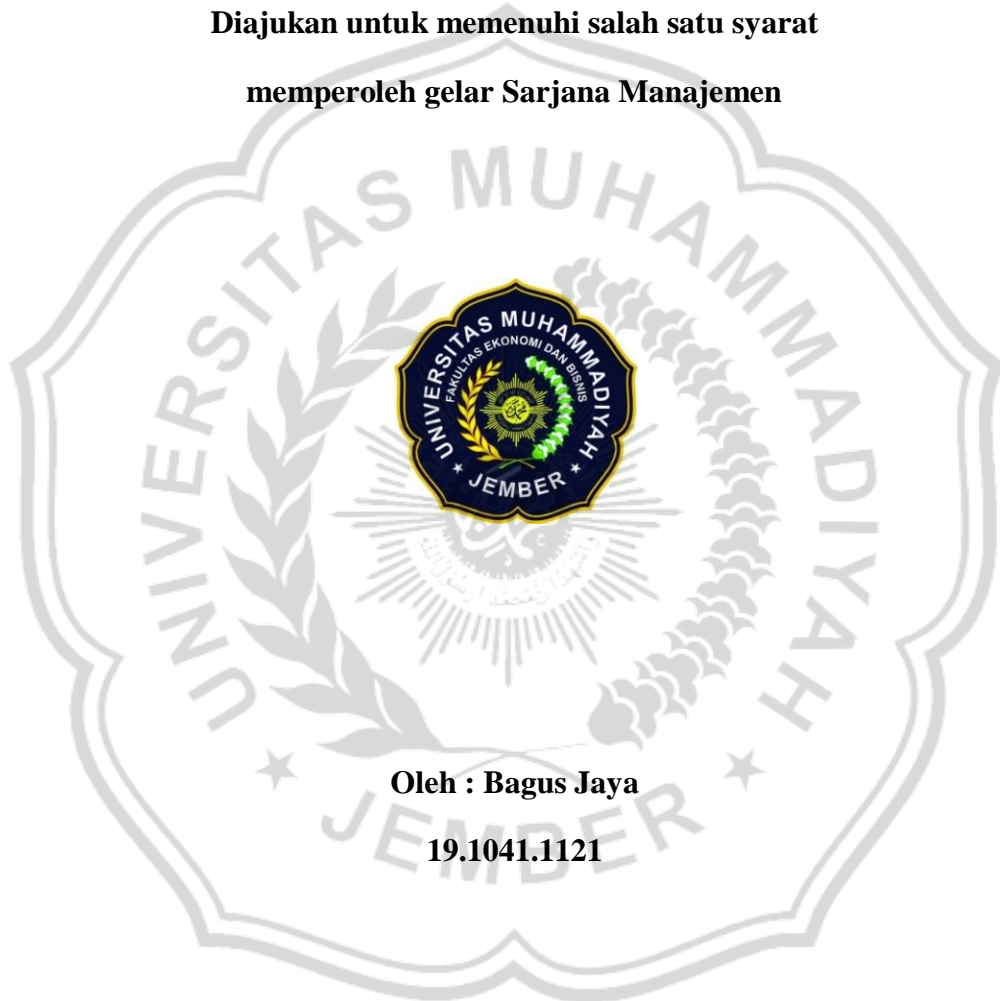 Diajukan untuk memenuhi salah satu syarat
memperoleh gelar Sarjana Manajemen
UNIVERSITAS MUHAMMADIYAH
JEMBER
UNIVERSITAS MUHAMMADIYAH
FAKULTAS EKONOMI DAN BISNIS
JEMBER
Oleh : Bagus Jaya
19.1041.1121